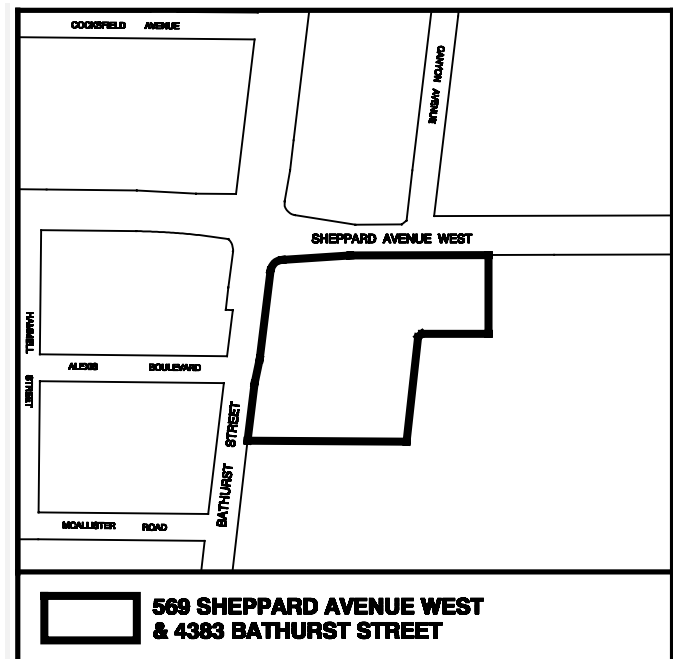 COCKSFIELD AVENUE
CANYON AVENUE
SHEPPARD AVENUE WEST
HAMMELL STREET
ALEXIS BOULEVARD
BATHURST STREET
MCALLISTER ROAD
569 SHEPPARD AVENUE WEST
& 4383 BATHURST STREET